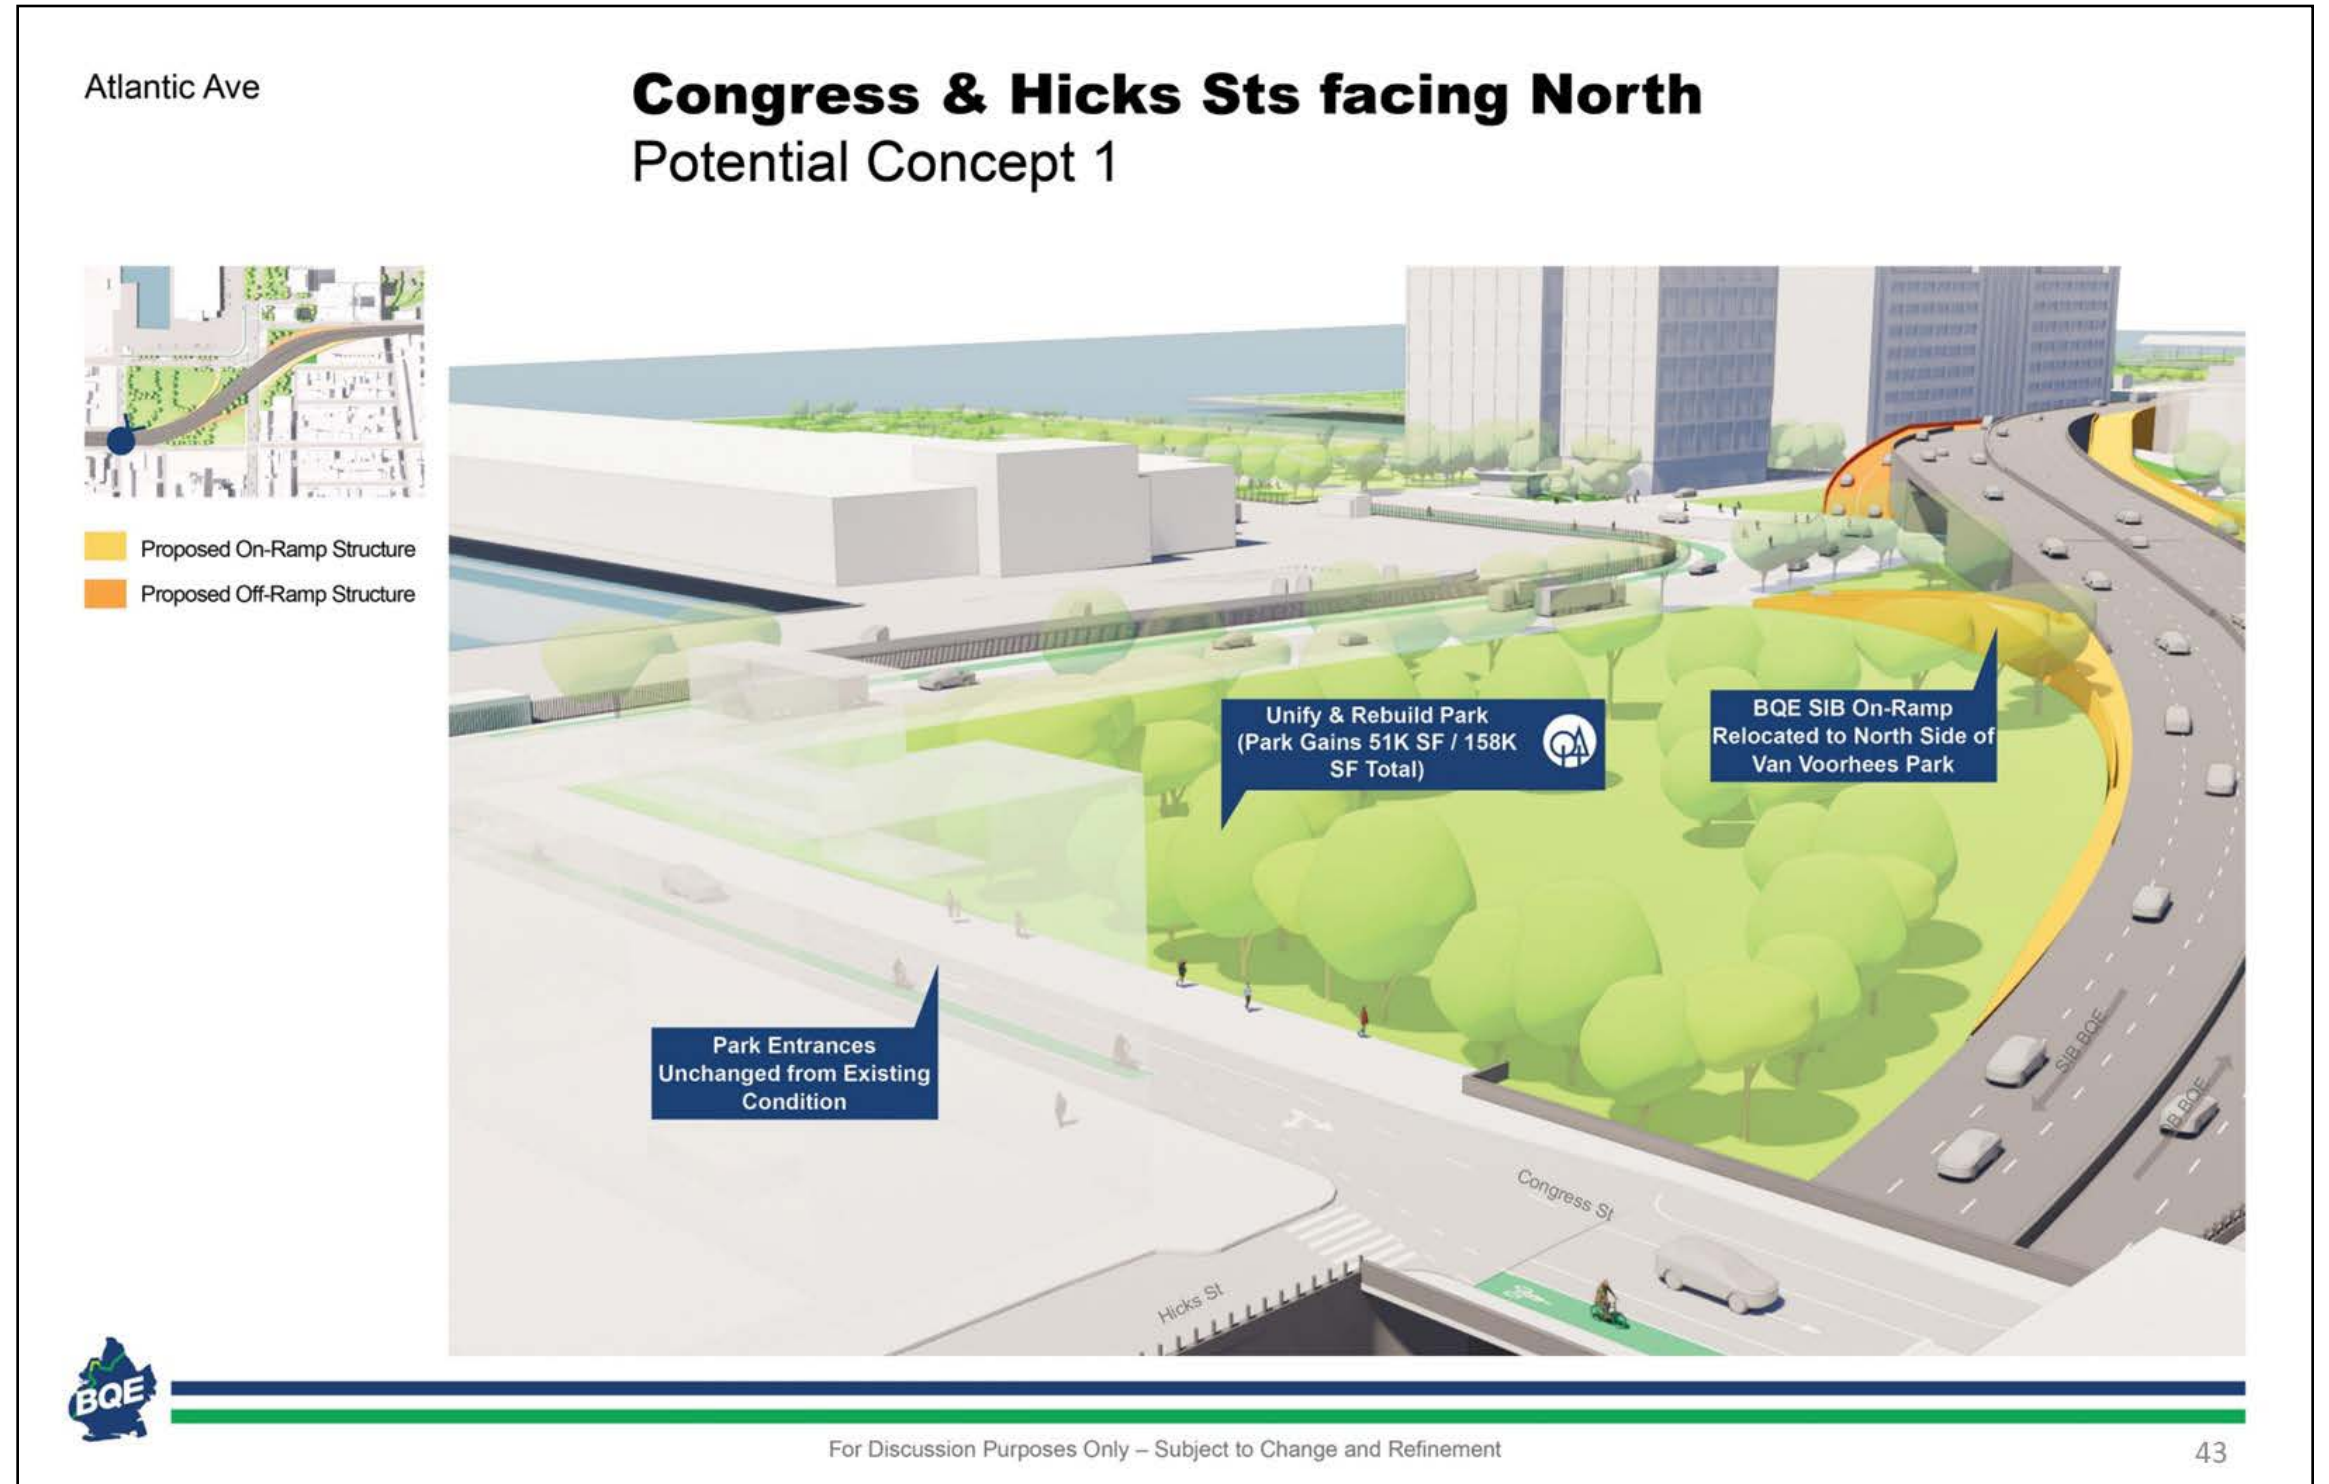 Atlantic Ave
Congress & Hicks Sts facing North
Potential Concept 1
Proposed On-Ramp Structure
Proposed Off-Ramp Structure
Unify & Rebuild Park
(Park Gains 51K SF / 158K
SF Total)
BQE SIB On-Ramp
Relocated to North Side of
Van Voorhees Park
Park Entrances
Unchanged from Existing
Condition
SIB BQE
IB BQE
Congress St
Hicks St
BQE
For Discussion Purposes Only – Subject to Change and Refinement
43